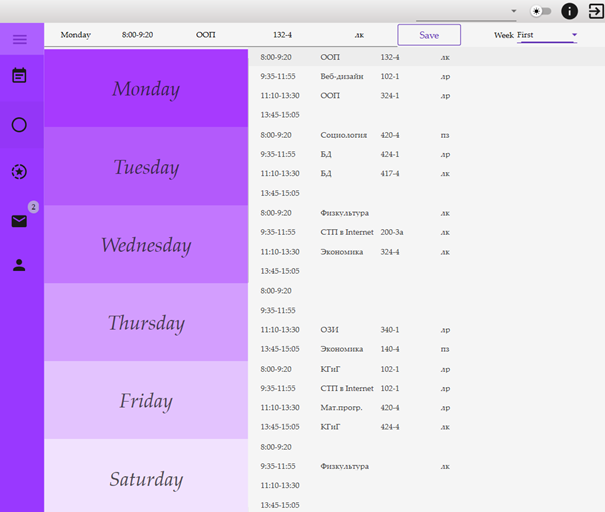 Monday 8:00-9:20 ООП 132-4 лк Save Week First
Monday
8:00-9:20 ООП 132-4 лк
9:35-11:55 Веб-дизайн 102-1 лр
11:10-13:30 ООП 324-1 лр
13:45-15:05
Tuesday
8:00-9:20 Социология 420-4 пз
9:35-11:55 БД 424-1 лр
11:10-13:30 БД 417-4 лк
13:45-15:05
2
Wednesday
8:00-9:20 Физкультура лк
9:35-11:55 СТП в Internet 200-3а лк
11:10-13:30 Экономика 324-4 лк
13:45-15:05
Thursday
8:00-9:20
9:35-11:55
11:10-13:30 ОЗИ 340-1 лр
13:45-15:05 Экономика 140-4 пз
Friday
8:00-9:20 КГиГ 102-1 лр
9:35-11:55 СТП в Internet 102-1 лр
11:10-13:30 Мат.прогр. 420-4 лр
13:45-15:05 КГиГ 424-4 лк
Saturday
8:00-9:20
9:35-11:55 Физкультура лк
11:10-13:30
13:45-15:05